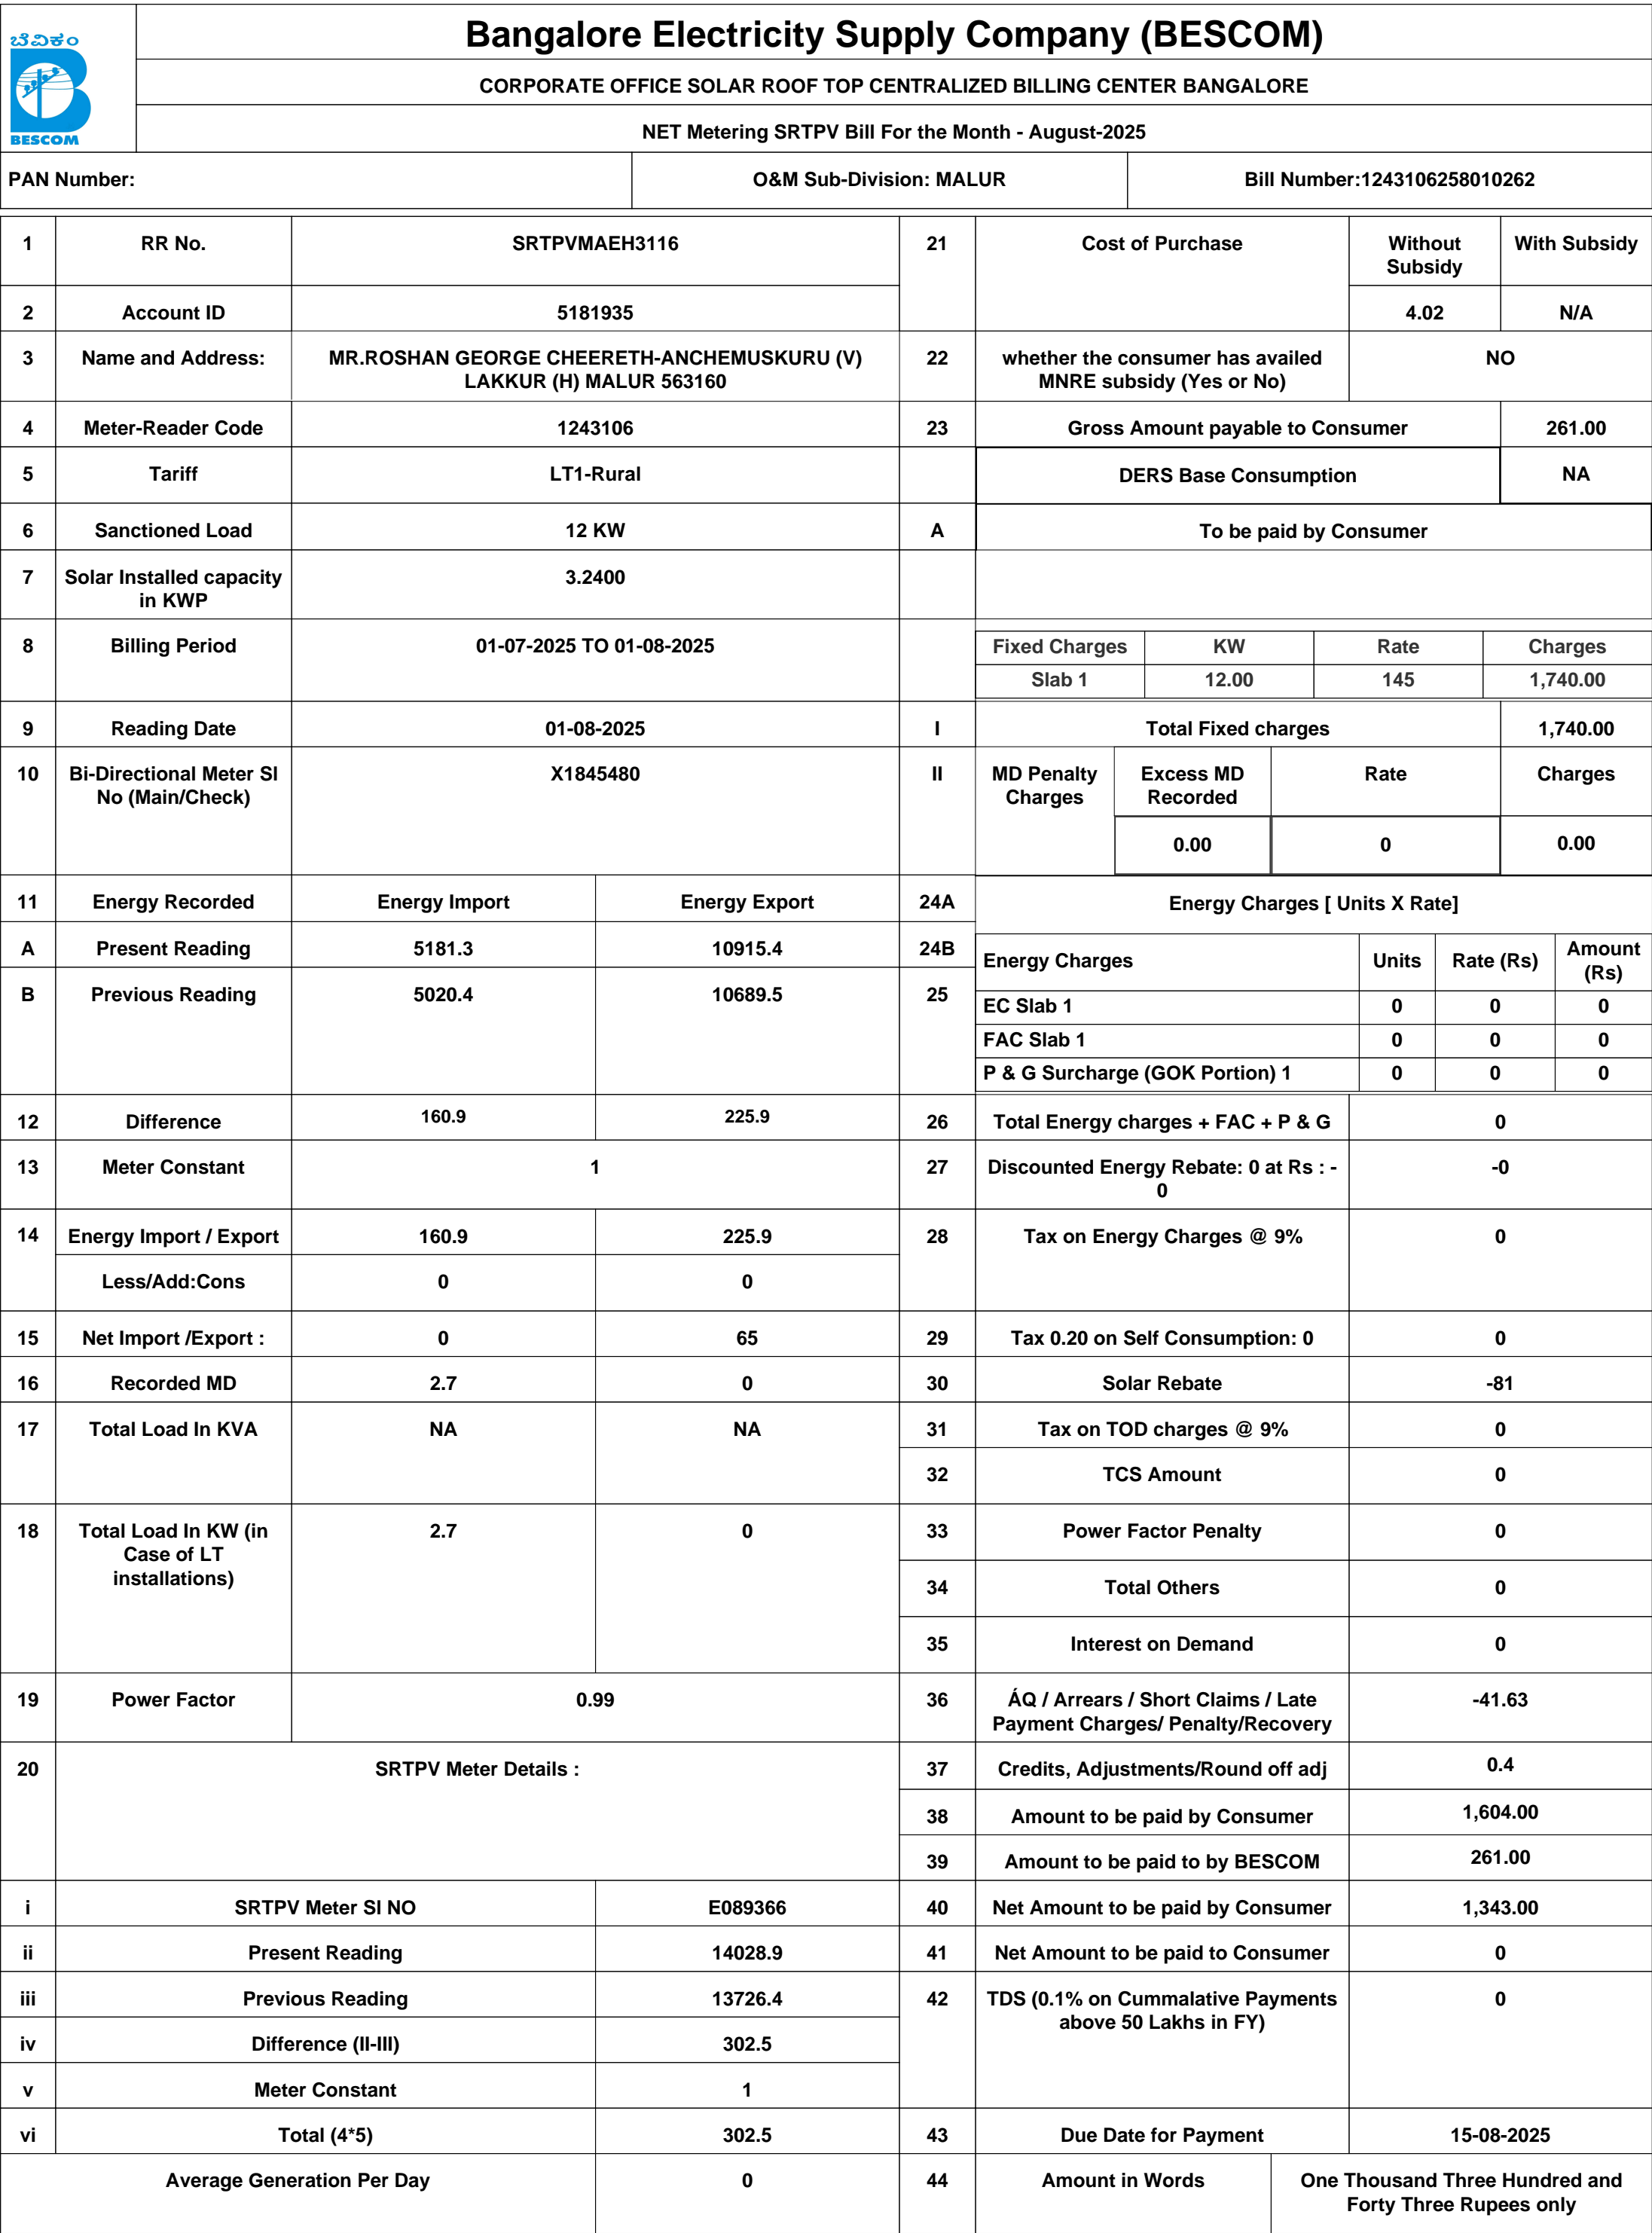 ಬೆವಿಕಂ
BESCOM
Bangalore Electricity Supply Company (BESCOM)
CORPORATE OFFICE SOLAR ROOF TOP CENTRALIZED BILLING CENTER BANGALORE
NET Metering SRTPV Bill For the Month - August-2025
PAN Number: O&M Sub-Division: MALUR Bill Number:1243106258010262
1 RR No. SRTPVMAEH3116 21 Cost of Purchase Without Subsidy With Subsidy
2 Account ID 5181935 4.02 N/A
3 Name and Address: MR.ROSHAN GEORGE CHEERETH-ANCHEMUSKURU (V) 22 whether the consumer has availed NO
LAKKUR (H) MALUR 563160 MNRE subsidy (Yes or No)
4 Meter-Reader Code 1243106 23 Gross Amount payable to Consumer 261.00
5 Tariff LT1-Rural DERS Base Consumption NA
6 Sanctioned Load 12 KW A To be paid by Consumer
7 Solar Installed capacity 3.2400
in KWP
8 Billing Period 01-07-2025 TO 01-08-2025 Fixed Charges KW Rate Charges
Slab 1 12.00 145 1,740.00
9 Reading Date 01-08-2025 I Total Fixed charges 1,740.00
10 Bi-Directional Meter Sl X1845480 II MD Penalty Excess MD Rate Charges
No (Main/Check) Charges Recorded
0.00 0 0.00
11 Energy Recorded Energy Import Energy Export 24A Energy Charges [ Units X Rate]
A Present Reading 5181.3 10915.4 24B Energy Charges Units Rate (Rs) Amount (Rs)
B Previous Reading 5020.4 10689.5 25 EC Slab 1 0 0 0
FAC Slab 1 0 0 0
P & G Surcharge (GOK Portion) 1 0 0 0
12 Difference 160.9 225.9 26 Total Energy charges + FAC + P & G 0
13 Meter Constant 1 27 Discounted Energy Rebate: 0 at Rs : - -0
0
14 Energy Import / Export 160.9 225.9 28 Tax on Energy Charges @ 9% 0
Less/Add:Cons 0 0
15 Net Import /Export : 0 65 29 Tax 0.20 on Self Consumption: 0 0
16 Recorded MD 2.7 0 30 Solar Rebate -81
17 Total Load In KVA NA NA 31 Tax on TOD charges @ 9% 0
32 TCS Amount 0
18 Total Load In KW (in 2.7 0 33 Power Factor Penalty 0
Case of LT
installations)
34 Total Others 0
35 Interest on Demand 0
19 Power Factor 0.99 36 ÁQ / Arrears / Short Claims / Late -41.63
Payment Charges/ Penalty/Recovery
20 SRTPV Meter Details : 37 Credits, Adjustments/Round off adj 0.4
38 Amount to be paid by Consumer 1,604.00
39 Amount to be paid to by BESCOM 261.00
i SRTPV Meter Sl NO E089366 40 Net Amount to be paid by Consumer 1,343.00
ii Present Reading 14028.9 41 Net Amount to be paid to Consumer 0
iii Previous Reading 13726.4 42 TDS (0.1% on Cummalative Payments 0
above 50 Lakhs in FY)
iv Difference (II-III) 302.5
v Meter Constant 1
vi Total (4*5) 302.5 43 Due Date for Payment 15-08-2025
Average Generation Per Day 0 44 Amount in Words One Thousand Three Hundred and
Forty Three Rupees only